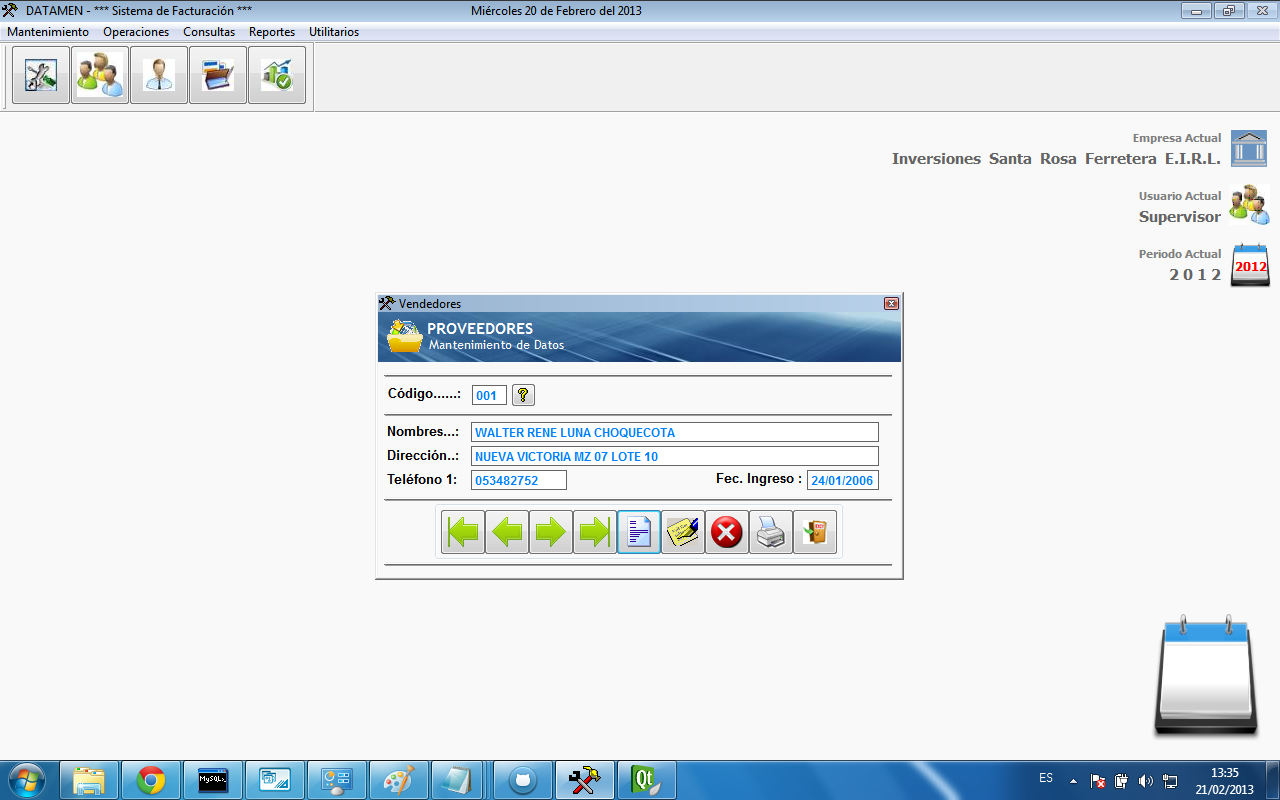 DATAMEN - *** Sistema de Facturación ***
Miércoles 20 de Febrero del 2013
Mantenimiento Operaciones Consultas Reportes Utilitarios
Empresa Actual
Inversiones Santa Rosa Ferretera E.I.R.L.
Usuario Actual
Supervisor
Periodo Actual
2 0 1 2
2012
Vendedores
PROVEEDORES
Mantenimiento de Datos
Código......: 001
Nombres...: WALTER RENE LUNA CHOQUECOTA
Dirección..: NUEVA VICTORIA MZ 07 LOTE 10
Teléfono 1: 053482752 Fec. Ingreso : 24/01/2006
EXIT
MySQL
Qt
ES
13:35
21/02/2013